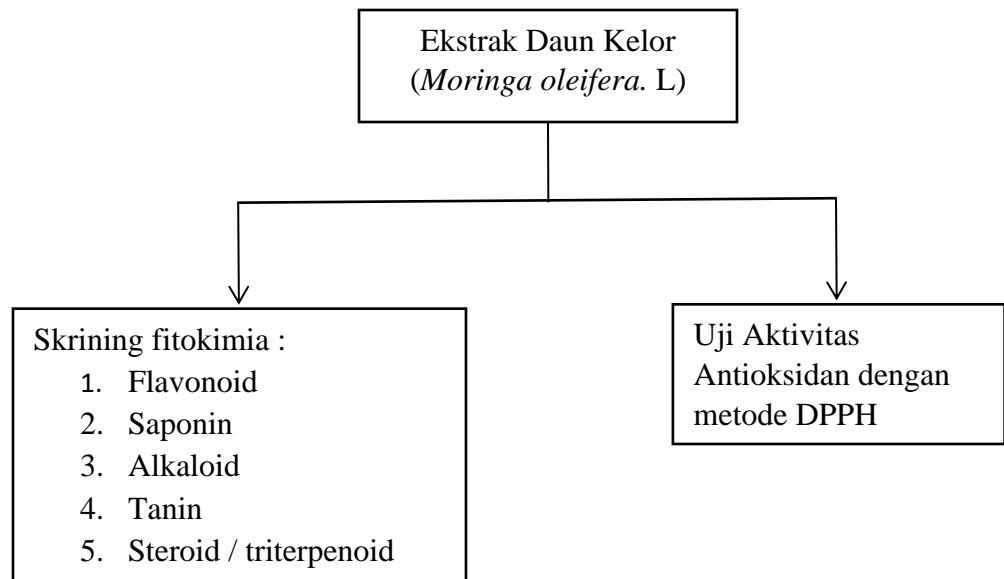 Ekstrak Daun Kelor
(Moringa oleifera. L)
Skrining fitokimia :
1. Flavonoid
2. Saponin
3. Alkaloid
4. Tanin
5. Steroid / triterpenoid
Uji Aktivitas
Antioksidan dengan
metode DPPH